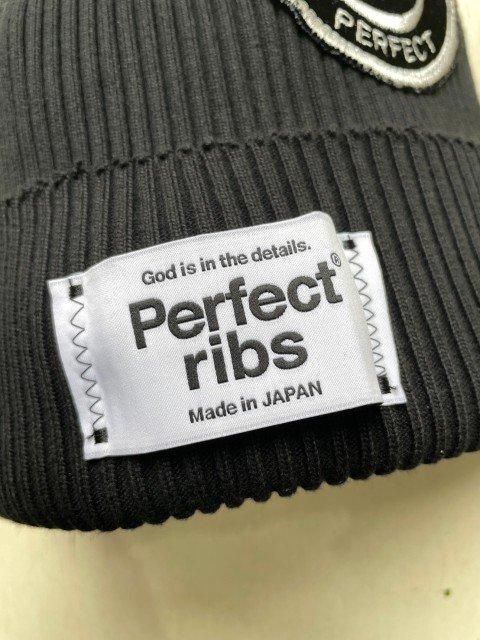 PERFECT
God is in the details.
Perfect®
ribs
Made in JAPAN